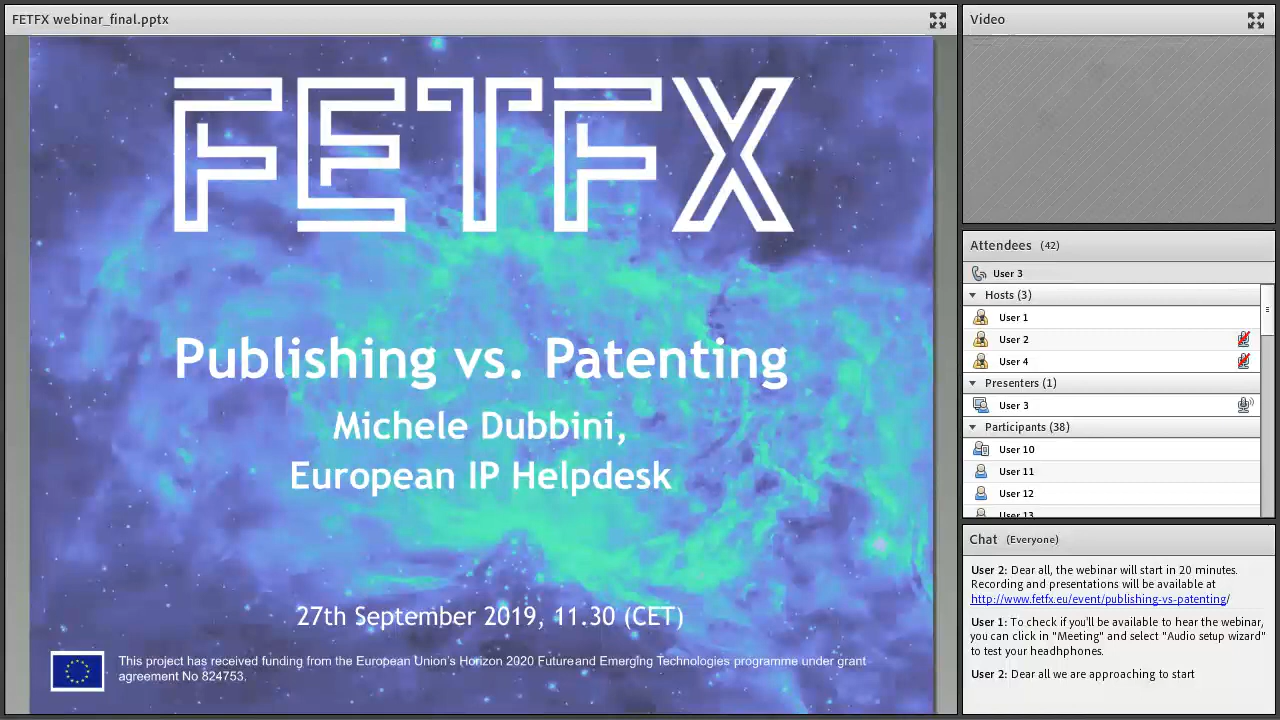 FETFX webinar_final.pptx
FETFX
Publishing vs. Patenting
Michele Dubbini,
European IP Helpdesk
27th September 2019, 11.30 (CET)
This project has received funding from the European Union's Horizon 2020 Future and Emerging Technologies programme under grant
agreement No 824753.
Video
Attendees (42)
User 3
Hosts (3)
User 1
User 2
User 4
Presenters (1)
User 3
Participants (38)
User 10
User 11
User 12
User 13
Chat (Everyone)
User 2: Dear all, the webinar will start in 20 minutes.
Recording and presentations will be available at
http://www.fetfx.eu/event/publishing-vs-patenting/
User 1: To check if you'll be available to hear the webinar,
you can click in "Meeting" and select "Audio setup wizard"
to test your headhphones.
User 2: Dear all we are approaching to start